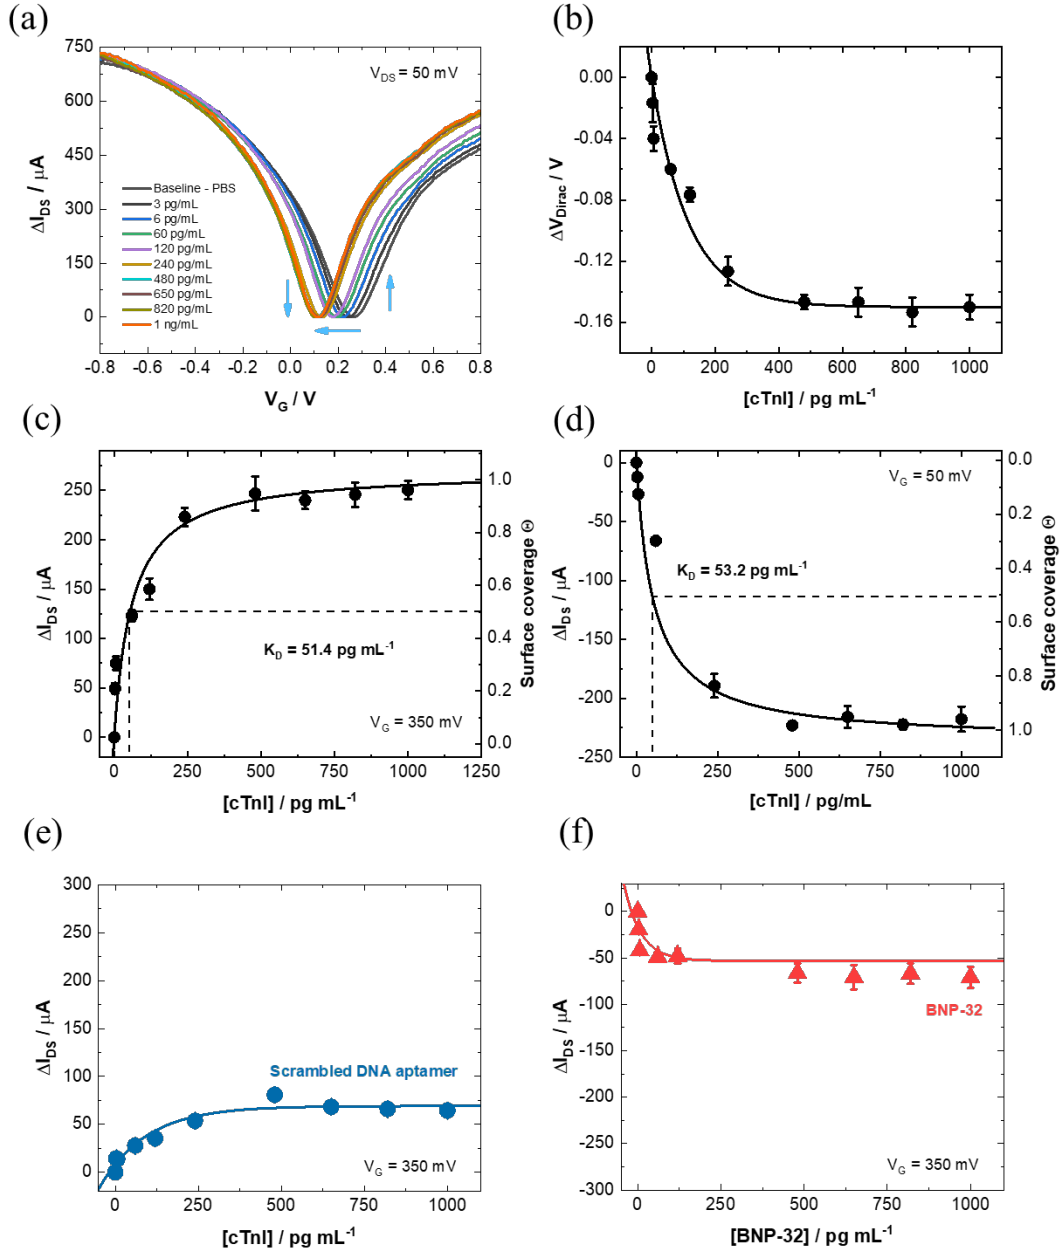 (a)
750
600
450
300
150
0
ΔI_DS / μA
V_DS = 50 mV
Baseline - PBS
3 pg/mL
6 pg/mL
60 pg/mL
120 pg/mL
240 pg/mL
480 pg/mL
650 pg/mL
820 pg/mL
1 ng/mL
-0.8 -0.6 -0.4 -0.2 0.0 0.2 0.4 0.6 0.8
V_G / V
(b)
0.00
-0.04
-0.08
-0.12
-0.16
ΔV_Dirac / V
0 200 400 600 800 1000
[cTnI] / pg mL⁻¹
(c)
250
200
150
100
75
50
25
0
ΔI_DS / μA
K_D = 51.4 pg mL⁻¹
V_G = 350 mV
1.0
0.8
0.6
0.4
0.2
0.0
Surface coverage Θ
0 250 500 750 1000 1250
[cTnI] / pg mL⁻¹
(d)
0
-50
-100
-150
-200
-250
ΔI_DS / μA
V_G = 50 mV
K_D = 53.2 pg mL⁻¹
0.0
0.2
0.4
0.6
0.8
1.0
Surface coverage Θ
0 250 500 750 1000
[cTnI] / pg/mL
(e)
300
250
200
150
100
50
0
ΔI_DS / μA
Scrambled DNA aptamer
V_G = 350 mV
0 250 500 750 1000
[cTnI] / pg mL⁻¹
(f)
0
-50
-100
-150
-200
-250
-300
ΔI_DS / μA
BNP-32
V_G = 350 mV
0 250 500 750 1000
[BNP-32] / pg mL⁻¹